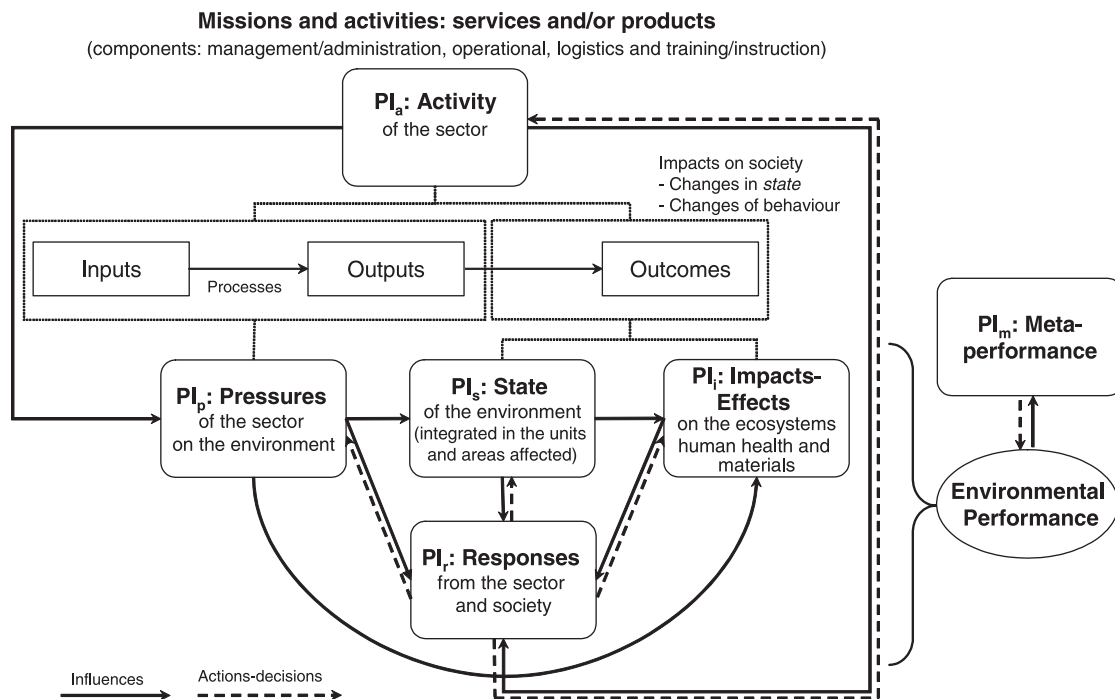 Missions and activities: services and/or products
(components: management/administration, operational, logistics and training/instruction)
PIa: Activity
of the sector
Impacts on society
- Changes in state
- Changes of behaviour
Inputs
Processes
Outputs
Outcomes
PIm: Meta-
performance
PIp: Pressures
of the sector
on the environment
PIs: State
of the environment
(integrated in the units
and areas affected)
PIi: Impacts-
Effects
on the ecosystems
human health and
materials
Environmental
Performance
PIr: Responses
from the sector
and society
Influences
Actions-decisions